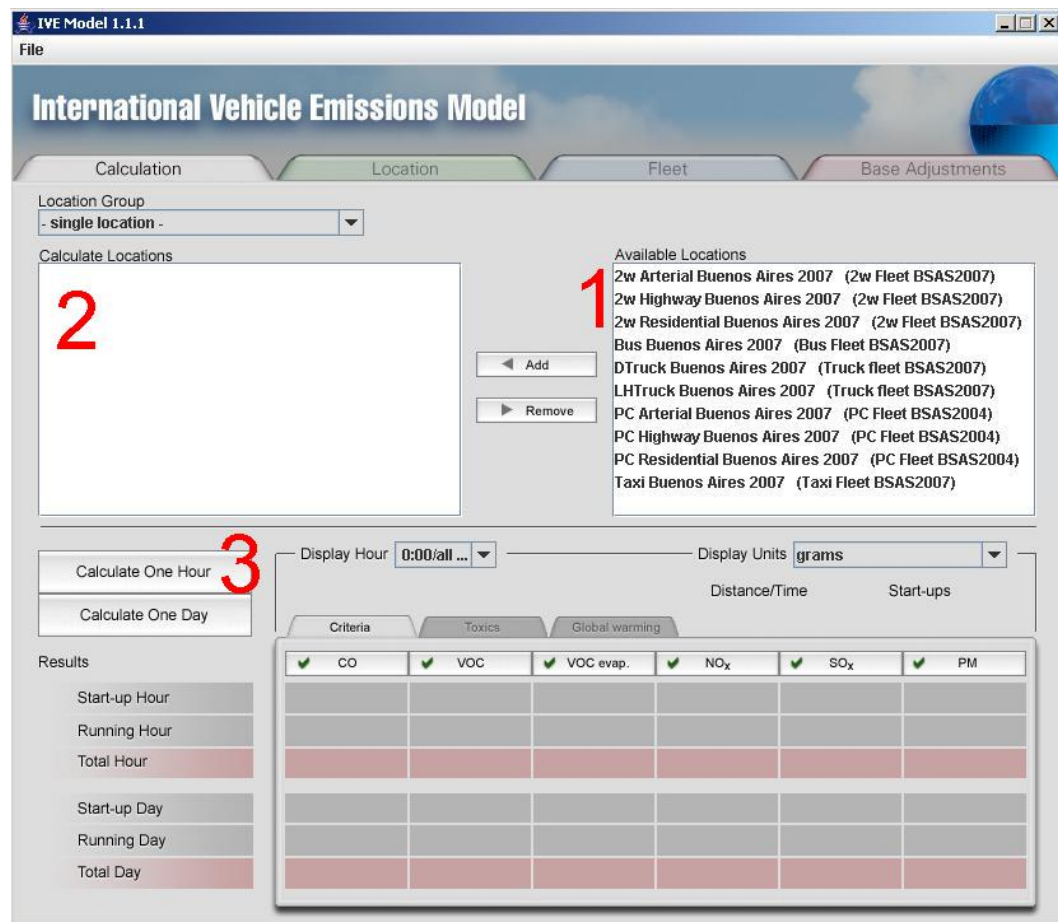 IVE Model 1.1.1
File
International Vehicle Emissions Model
Calculation Location Fleet Base Adjustments
Location Group
- single location -
Calculate Locations
Available Locations
2
1
2w Arterial Buenos Aires 2007 (2w Fleet BSAS2007)
2w Highway Buenos Aires 2007 (2w Fleet BSAS2007)
2w Residential Buenos Aires 2007 (2w Fleet BSAS2007)
Bus Buenos Aires 2007 (Bus Fleet BSAS2007)
DTruck Buenos Aires 2007 (Truck fleet BSAS2007)
LHTruck Buenos Aires 2007 (Truck fleet BSAS2007)
PC Arterial Buenos Aires 2007 (PC Fleet BSAS2004)
PC Highway Buenos Aires 2007 (PC Fleet BSAS2004)
PC Residential Buenos Aires 2007 (PC Fleet BSAS2004)
Taxi Buenos Aires 2007 (Taxi Fleet BSAS2007)
Add
Remove
3
Calculate One Hour
Calculate One Day
Display Hour 0:00/all ... Display Units grams
Distance/Time Start-ups
Criteria Toxics Global warming
Results
CO VOC VOC evap. NOx SOx PM
Start-up Hour
Running Hour
Total Hour
Start-up Day
Running Day
Total Day